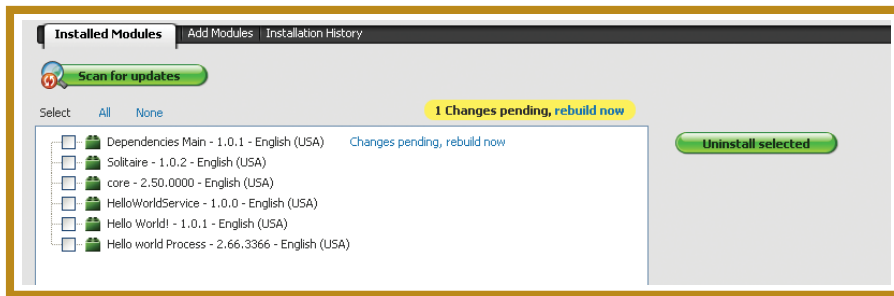 Installed Modules Add Modules Installation History
Scan for updates
Select All None 1 Changes pending, rebuild now
Dependencies Main - 1.0.1 - English (USA) Changes pending, rebuild now Uninstall selected
Solitaire - 1.0.2 - English (USA)
core - 2.50.0000 - English (USA)
HelloWorldService - 1.0.0 - English (USA)
Hello World! - 1.0.1 - English (USA)
Hello world Process - 2.66.3366 - English (USA)